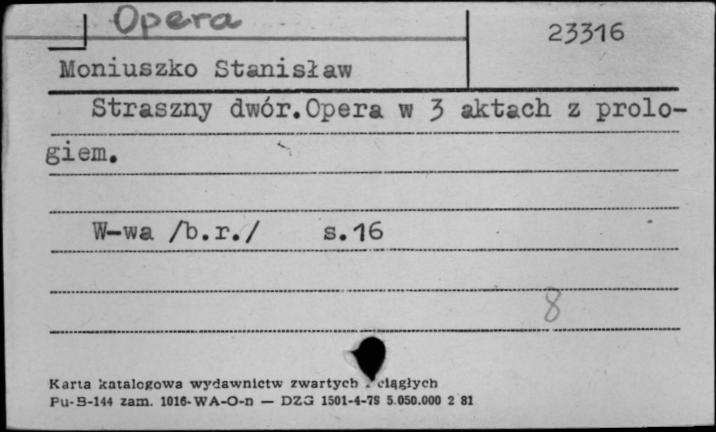 Opera
23316
Moniuszko Stanisław
Straszny dwór.Opera w 3 aktach z prolo-
giem.
W-wa /b.r./ s.16
8
Karta katalogowa wydawnictw zwartych i ciągłych
Pu-B-144 zam. 1016-WA-O-n — DZG 1501-4-79 5.050.000 2 81